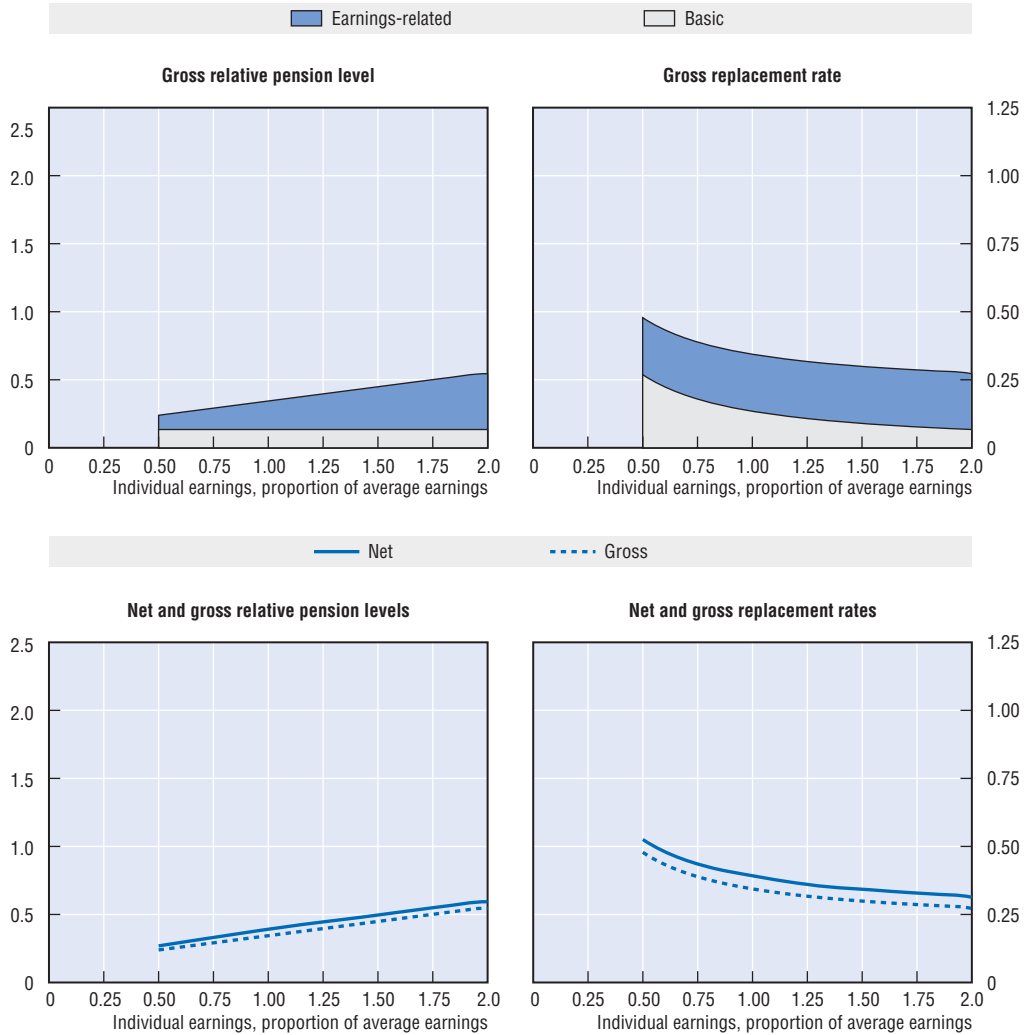 Earnings-related Basic
Gross relative pension level
2.5
2.0
1.5
1.0
0.5
0
0 0.25 0.50 0.75 1.00 1.25 1.50 1.75 2.0
Individual earnings, proportion of average earnings
Gross replacement rate
1.25
1.00
0.75
0.50
0.25
0
0 0.25 0.50 0.75 1.00 1.25 1.50 1.75 2.0
Individual earnings, proportion of average earnings
Net Gross
Net and gross relative pension levels
2.5
2.0
1.5
1.0
0.5
0
0 0.25 0.50 0.75 1.00 1.25 1.50 1.75 2.0
Individual earnings, proportion of average earnings
Net and gross replacement rates
1.25
1.00
0.75
0.50
0.25
0
0 0.25 0.50 0.75 1.00 1.25 1.50 1.75 2.0
Individual earnings, proportion of average earnings